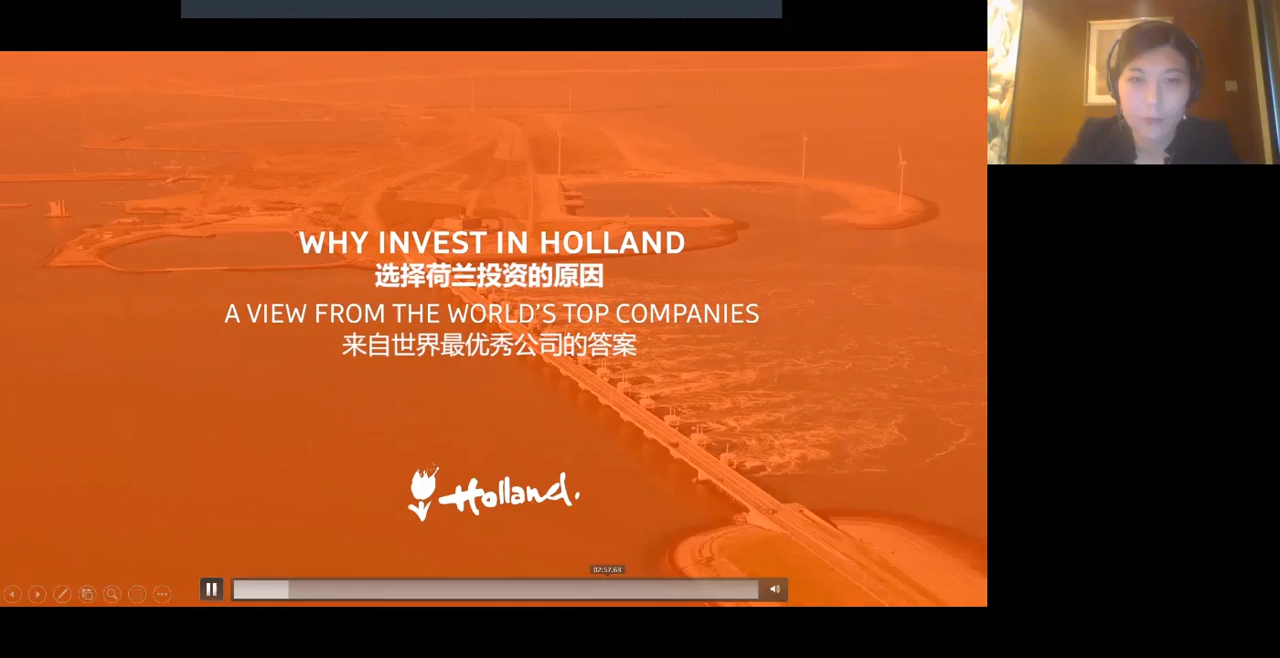 WHY INVEST IN HOLLAND
选择荷兰投资的原因
A VIEW FROM THE WORLD'S TOP COMPANIES
来自世界最优秀公司的答案
Holland.
02:57.63